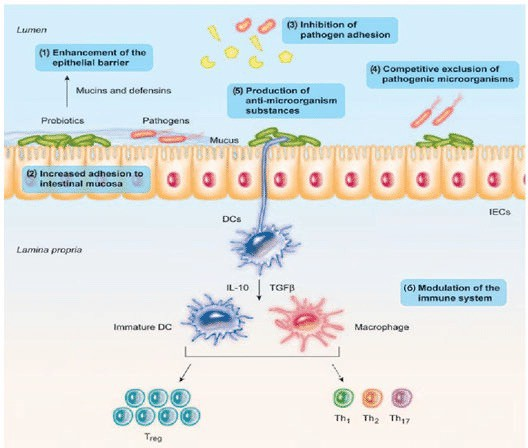 Lumen
(3) Inhibition of
pathogen adhesion
(1) Enhancement of the
epithelial barrier
(4) Competitive exclusion of
pathogenic microorganisms
Mucins and defensins
(5) Production of
anti-microorganism
substances
Probiotics
Pathogens
Mucus
(2) Increased adhesion to
intestinal mucosa
IECs
DCs
Lamina propria
IL-10
TGFβ
(6) Modulation of the
immune system
Immature DC
Macrophage
Treg
Th1
Th2
Th17